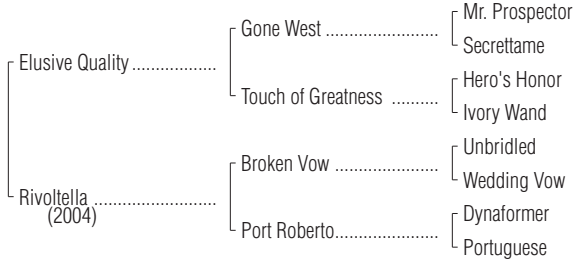 Mr. Prospector
Gone West ........................
Secrettame
Elusive Quality ..................
Hero's Honor
Touch of Greatness ..........
Ivory Wand
Unbridled
Broken Vow ......................
Wedding Vow
Rivoltella ..........................
(2004)
Dynaformer
Port Roberto......................
Portuguese